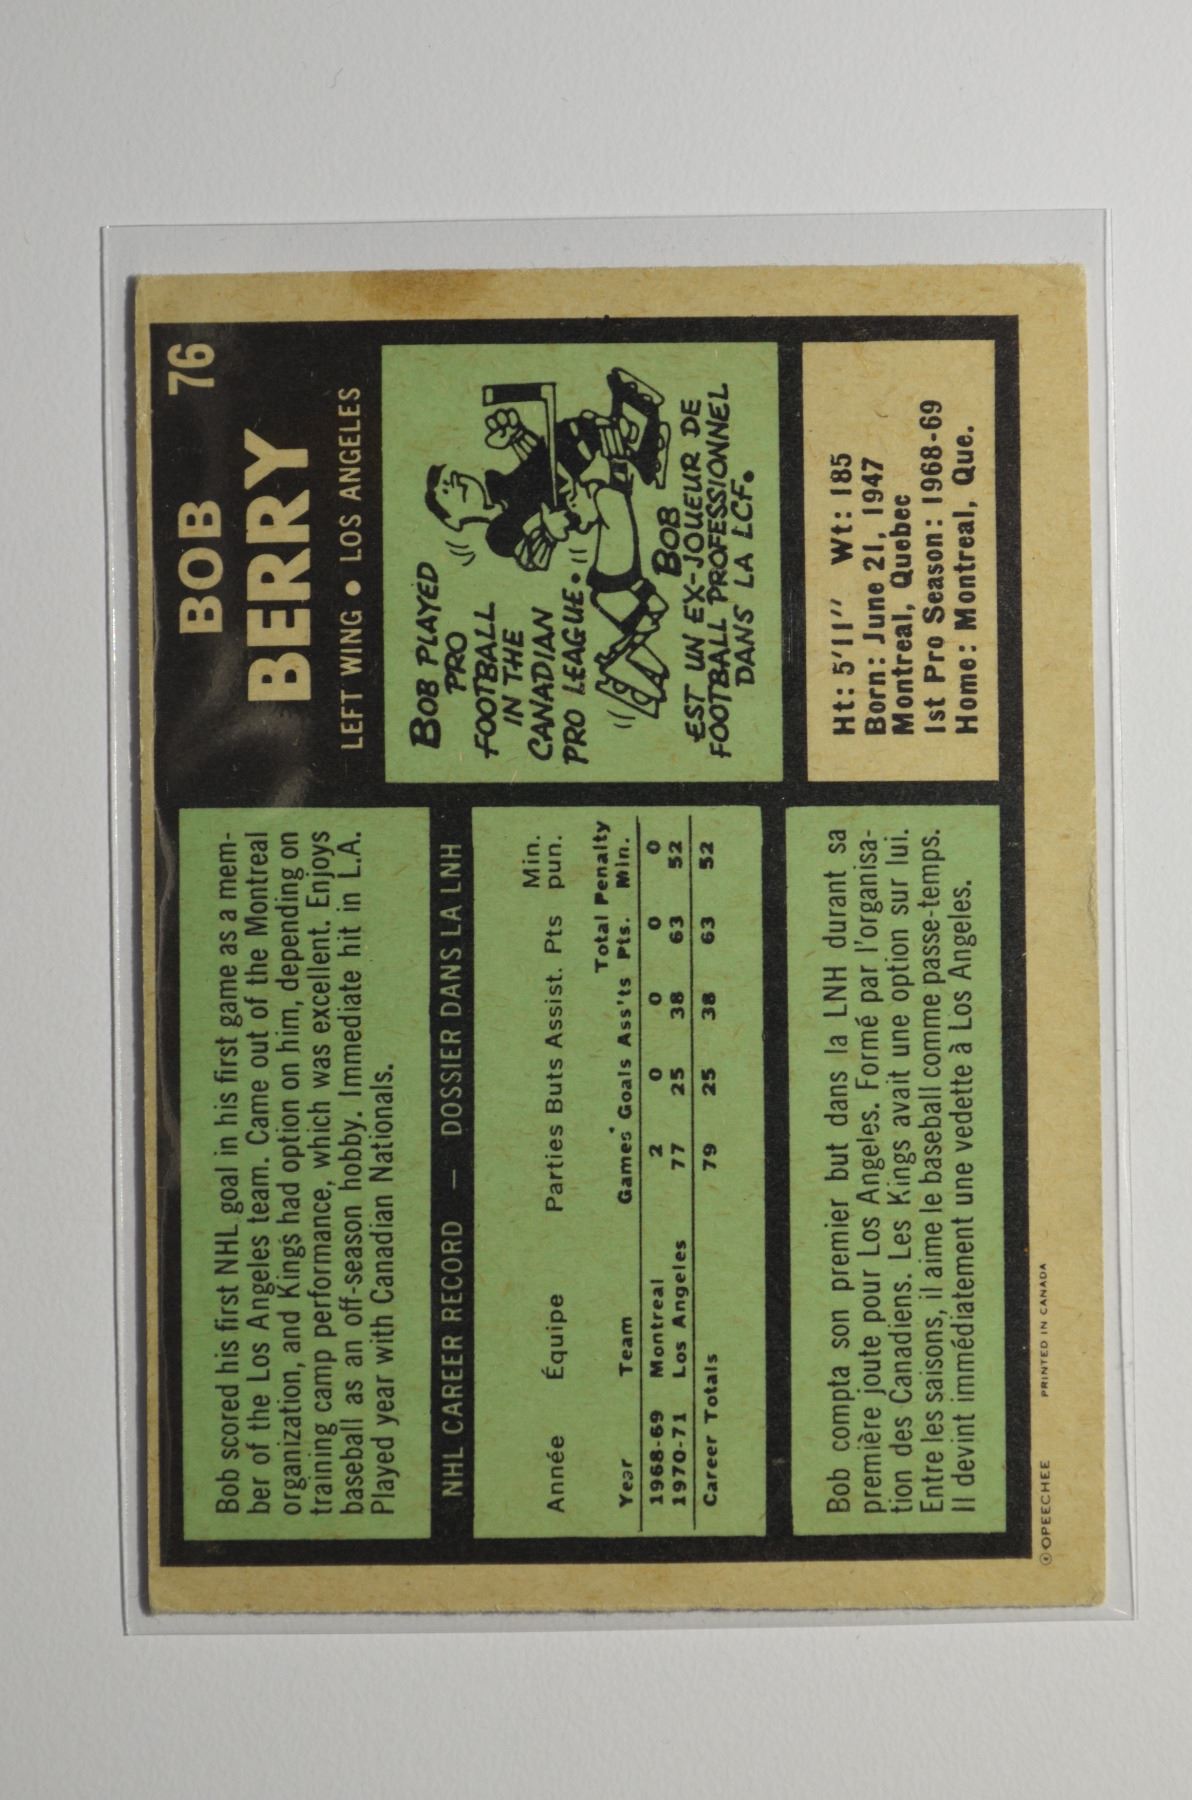 Bob scored his first NHL goal in his first game as a mem-
ber of the Los Angeles team. Came out of the Montreal
organization, and Kings had option on him, depending on
training camp performance, which was excellent. Enjoys
baseball as an off-season hobby. Immediate hit in L.A.
Played year with Canadian Nationals.
BOB 76
BERRY
LEFT WING • LOS ANGELES
NHL CAREER RECORD — DOSSIER DANS LA LNH
Min.
Année Équipe Parties Buts Assist. Pts pun.
Total Penalty
Year Team Games Goals Ass'ts Pts. Min.
1968-69 Montreal 2 0 0 0 0
1970-71 Los Angeles 77 25 38 63 52
Career Totals 79 25 38 63 52
BOB PLAYED
PRO
FOOTBALL
IN THE
CANADIAN
PRO LEAGUE.
BOB
EST UN EX-JOUEUR DE
FOOTBALL PROFESSIONNEL
DANS LA LCF.
Bob compta son premier but dans la LNH durant sa
première joute pour Los Angeles. Formé par l'organisa-
tion des Canadiens. Les Kings avait une option sur lui.
Entre les saisons, il aime le baseball comme passe-temps.
Il devint immédiatement une vedette à Los Angeles.
Ht: 5'11" Wt: 185
Born: June 21, 1947
Montreal, Quebec
1st Pro Season: 1968-69
Home: Montreal, Que.
©OPEECHEE PRINTED IN CANADA